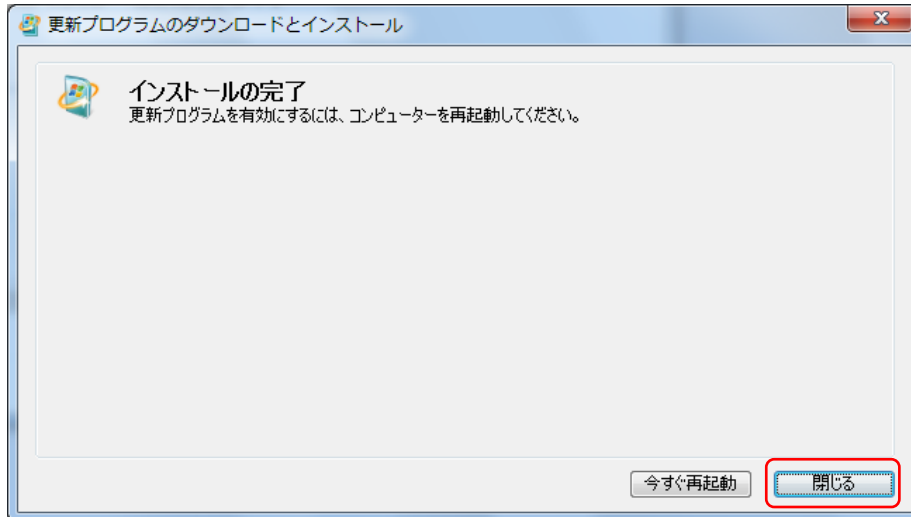 更新プログラムのダウンロードとインストール
インストールの完了
更新プログラムを有効にするには、コンピューターを再起動してください。
今すぐ再起動
閉じる